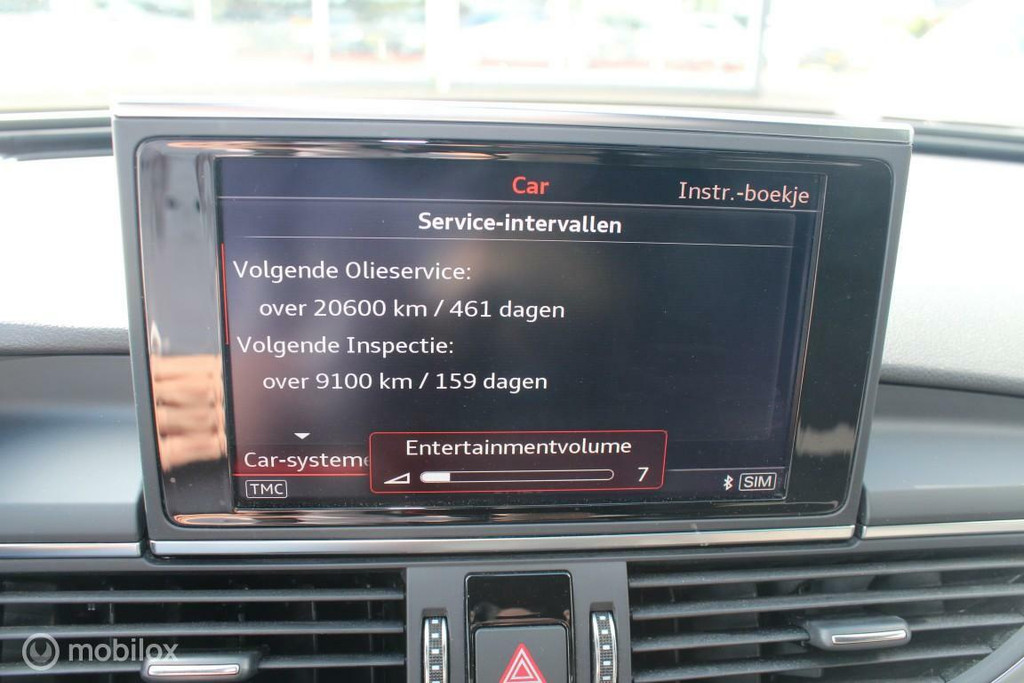 Car
Instr.-boekje
Service-intervallen
Volgende Olieservice:
over 20600 km / 461 dagen
Volgende Inspectie:
over 9100 km / 159 dagen
Entertainmentvolume
7
Car-systeme
TMC
SIM
mobilox